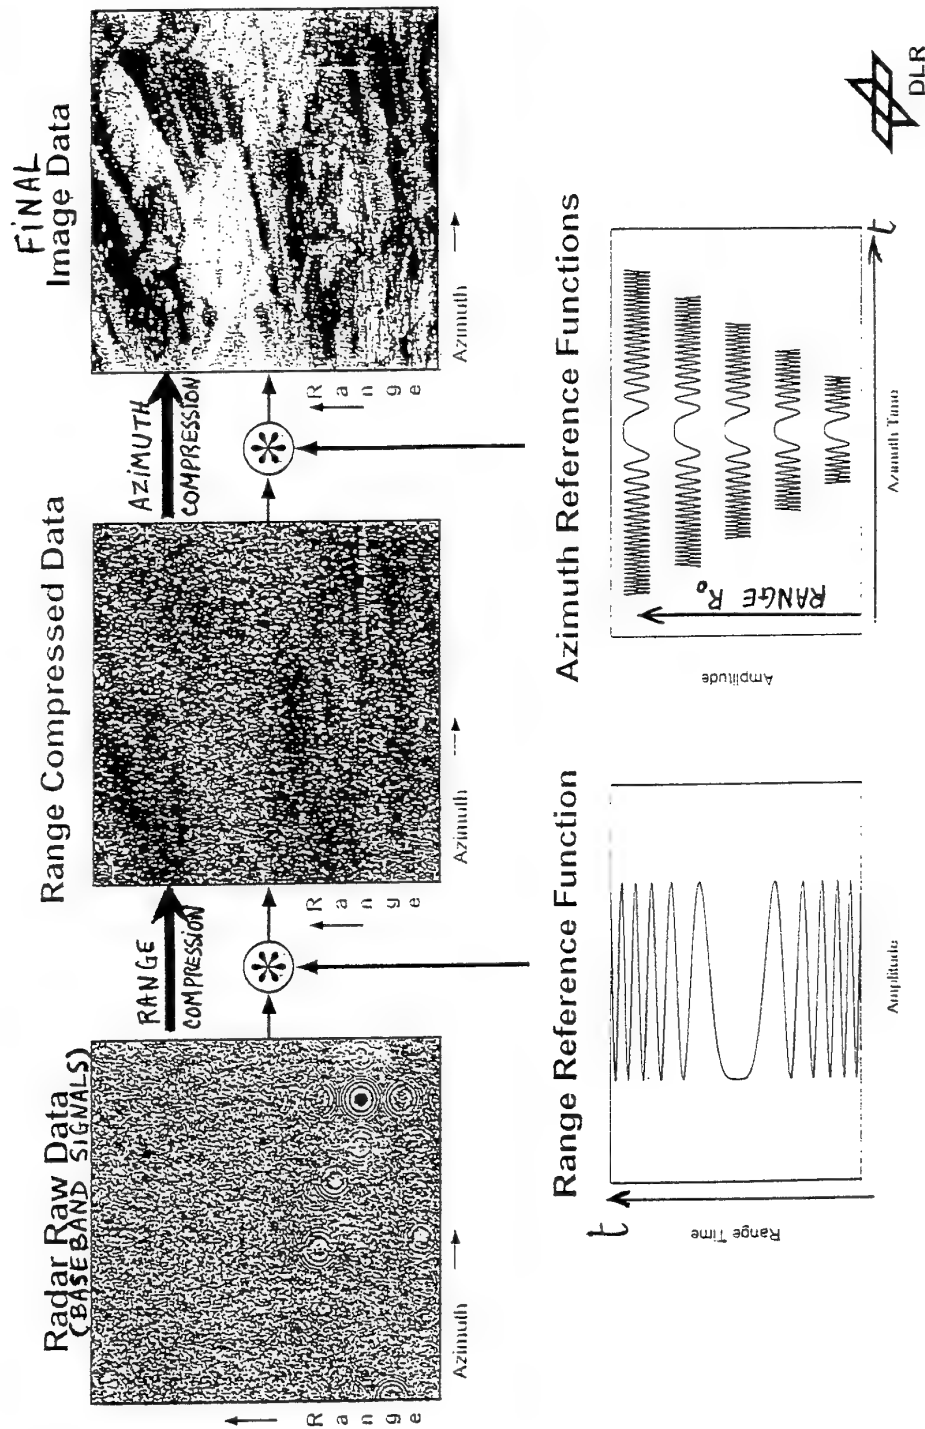 Radar Raw Data
(BASEBAND SIGNALS)
Range
Azimuth
RANGE
COMPRESSION
Range Compressed Data
Range
Azimuth
AZIMUTH
COMPRESSION
FINAL
Image Data
Range
Azimuth
Range Reference Function
t
Range Time
Amplitude
Azimuth Reference Functions
Amplitude
RANGE R₀
t
Azimuth Time
DLR